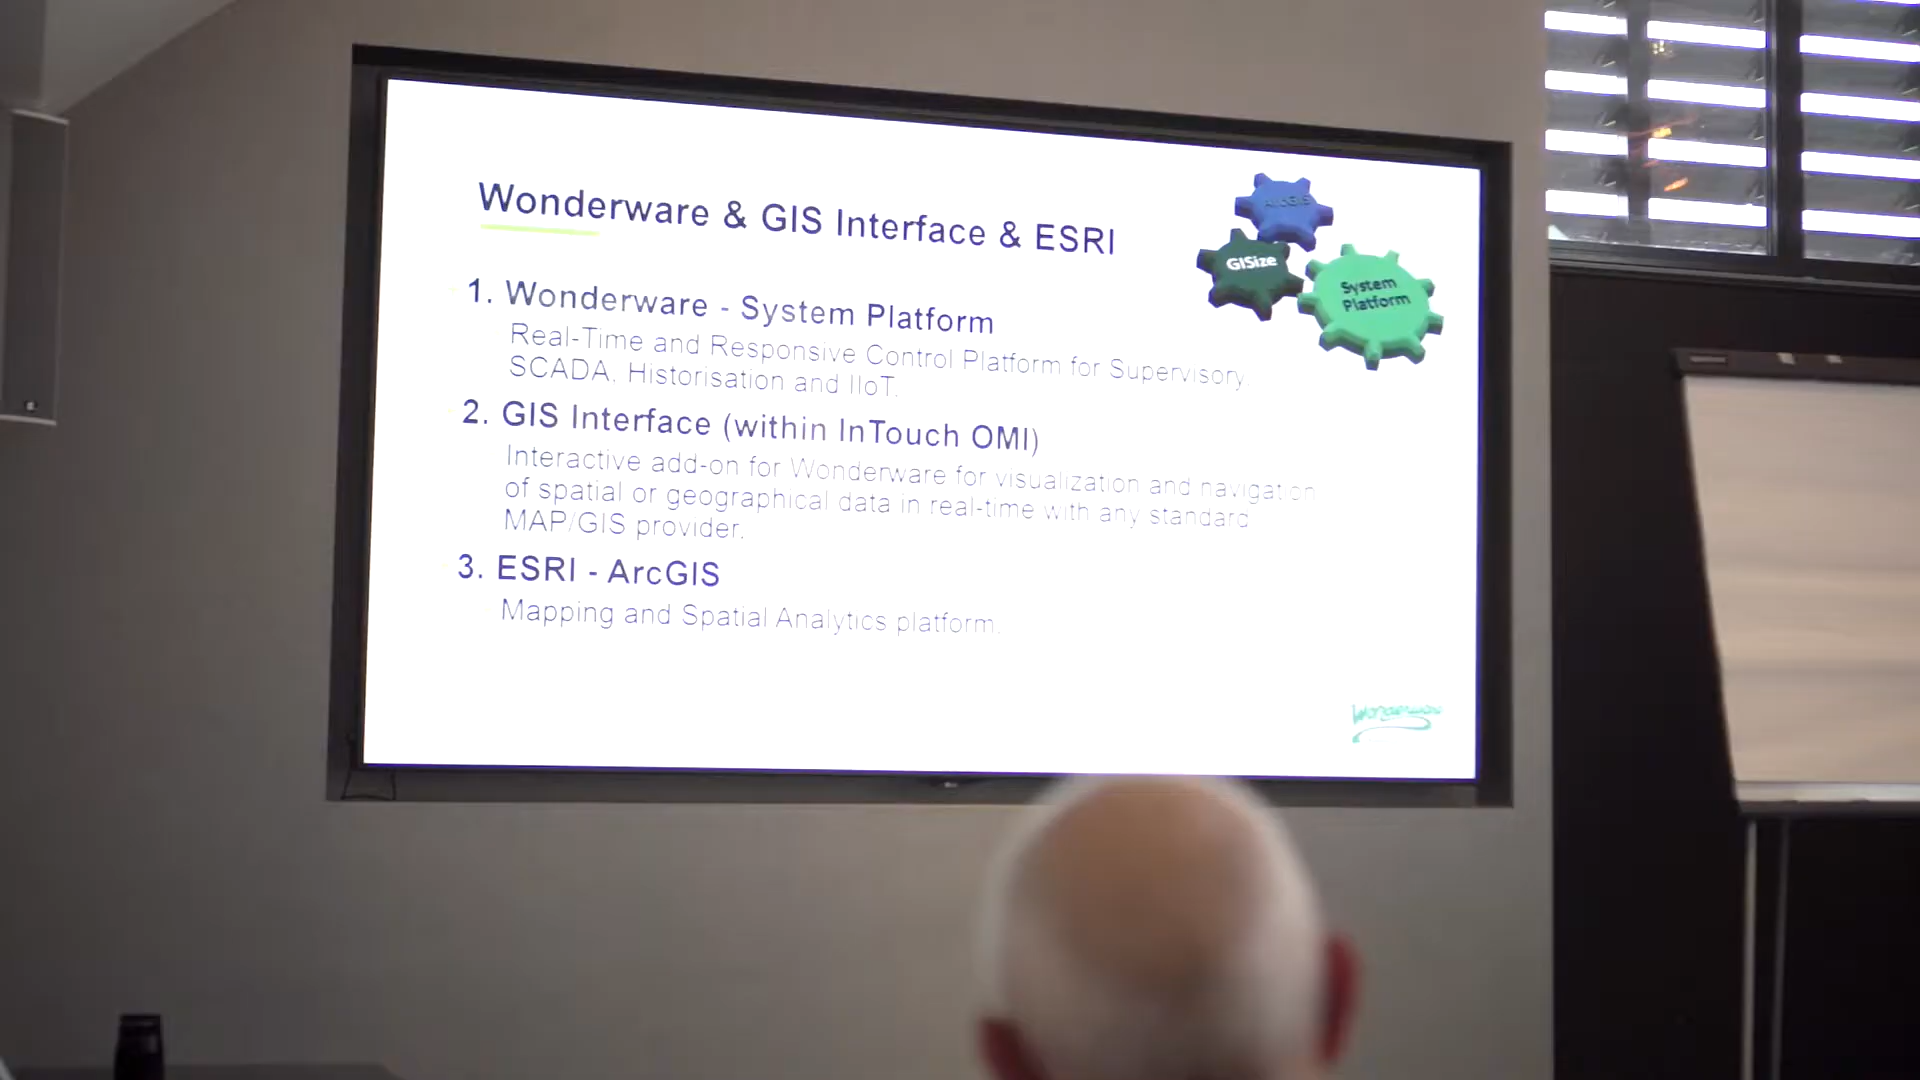 Wonderware & GIS Interface & ESRI
ArcGIS
GISize
System
Platform
1. Wonderware - System Platform
Real-Time and Responsive Control Platform for Supervisory,
SCADA. Historisation and IIoT.
2. GIS Interface (within InTouch OMI)
Interactive add-on for Wonderware for visualization and navigation
of spatial or geographical data in real-time with any standard
MAP/GIS provider.
3. ESRI - ArcGIS
Mapping and Spatial Analytics platform.
Wonderware